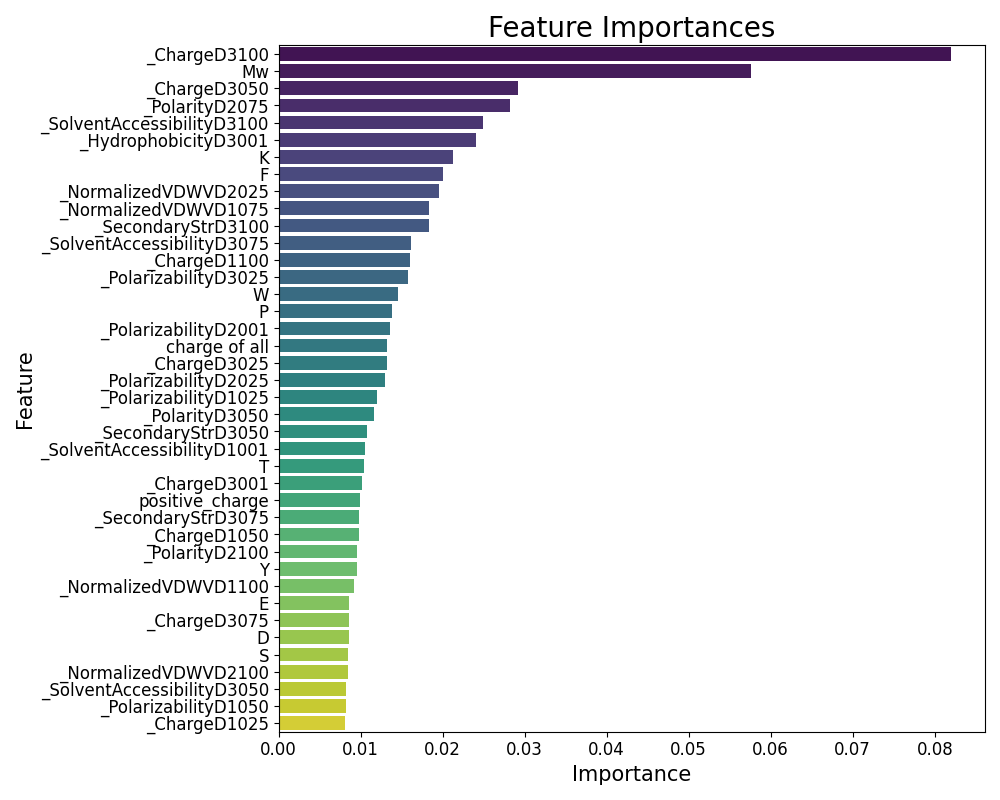 Feature Importances
_ChargeD3100
Mw
_ChargeD3050
_PolarityD2075
_SolventAccessibilityD3100
_HydrophobicityD3001
K
F
_NormalizedVDWVD2025
_NormalizedVDWVD1075
_SecondaryStrD3100
_SolventAccessibilityD3075
_ChargeD1100
_PolarizabilityD3025
W
P
_PolarizabilityD2001
charge of all
_ChargeD3025
_PolarizabilityD2025
_PolarizabilityD1025
_PolarityD3050
_SecondaryStrD3050
_SolventAccessibilityD1001
T
_ChargeD3001
positive_charge
_SecondaryStrD3075
_ChargeD1050
_PolarityD2100
Y
_NormalizedVDWVD1100
E
_ChargeD3075
D
S
_NormalizedVDWVD2100
_SolventAccessibilityD3050
_PolarizabilityD1050
_ChargeD1025
Feature
0.00 0.01 0.02 0.03 0.04 0.05 0.06 0.07 0.08
Importance